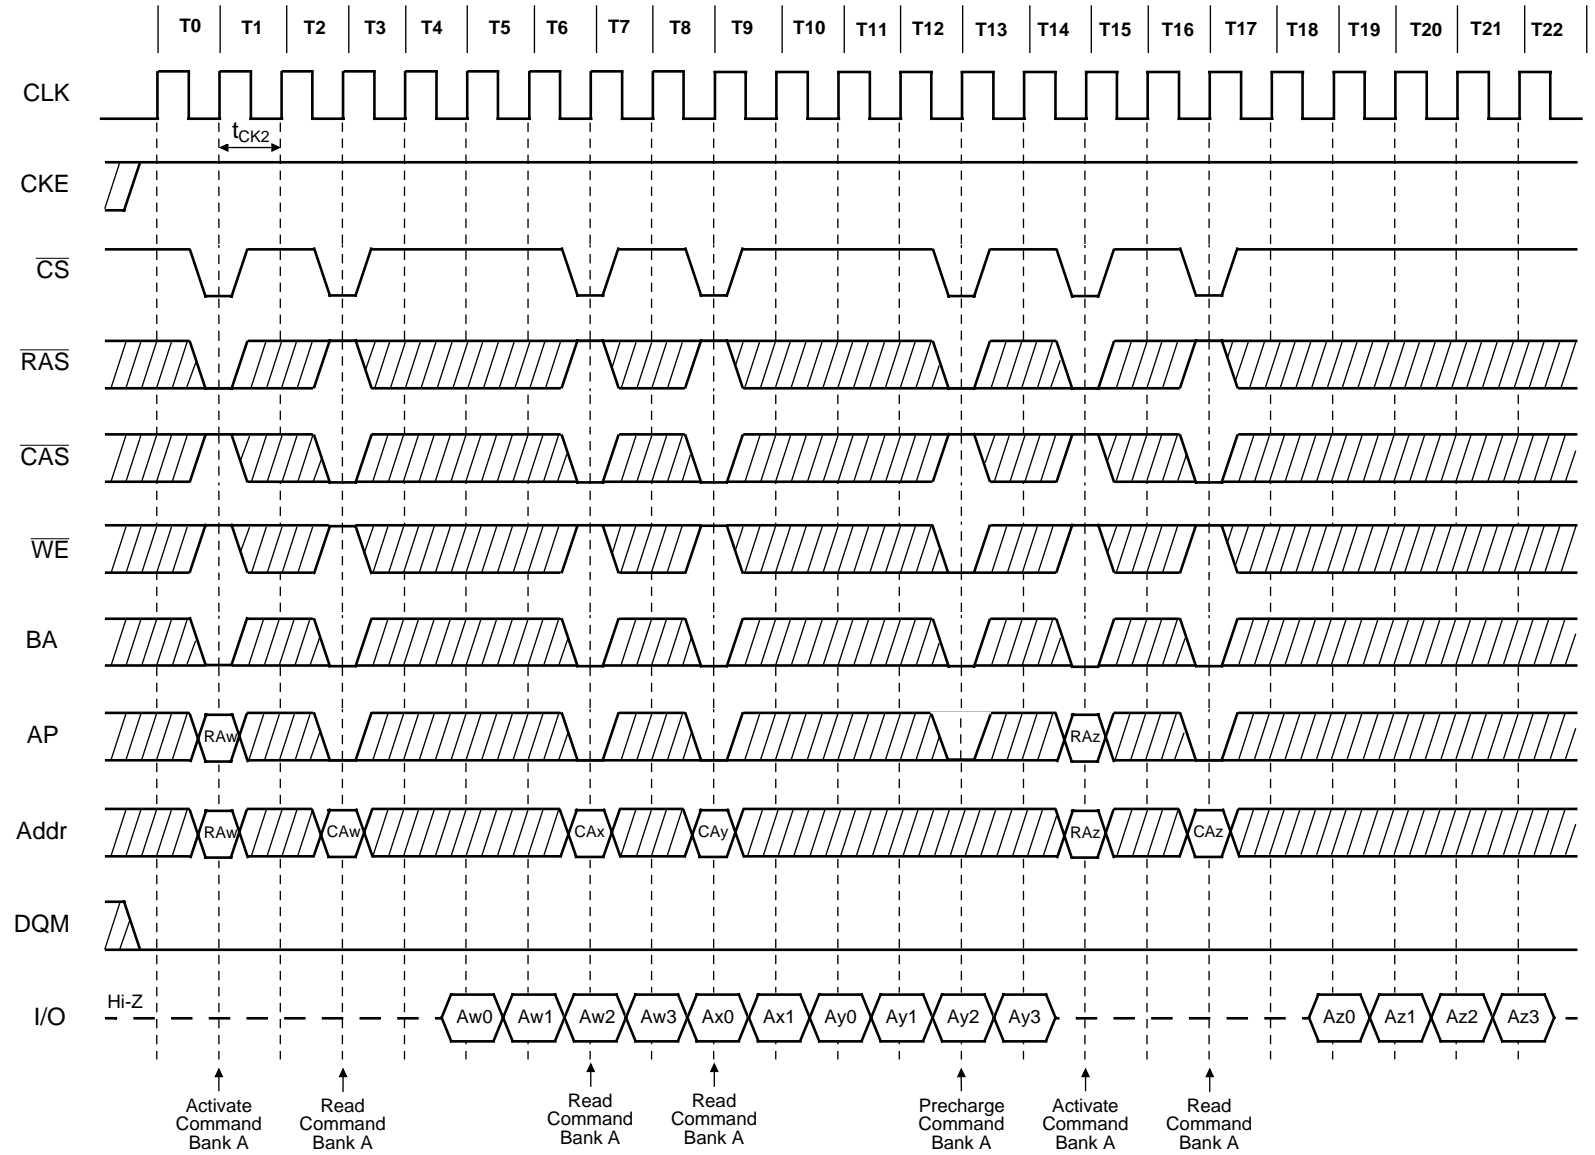 T0 T1 T2 T3 T4 T5 T6 T7 T8 T9 T10 T11 T12 T13 T14 T15 T16 T17 T18 T19 T20 T21 T22
CLK
tCK2
CKE
CS
RAS
CAS
WE
BA
AP
RAw RAz
Addr
RAw CAw CAx CAy RAz CAz
DQM
Hi-Z
I/O
Aw0 Aw1 Aw2 Aw3 Ax0 Ax1 Ay0 Ay1 Ay2 Ay3 Az0 Az1 Az2 Az3
Activate
Command
Bank A
Read
Command
Bank A
Read
Command
Bank A
Read
Command
Bank A
Precharge
Command
Bank A
Activate
Command
Bank A
Read
Command
Bank A